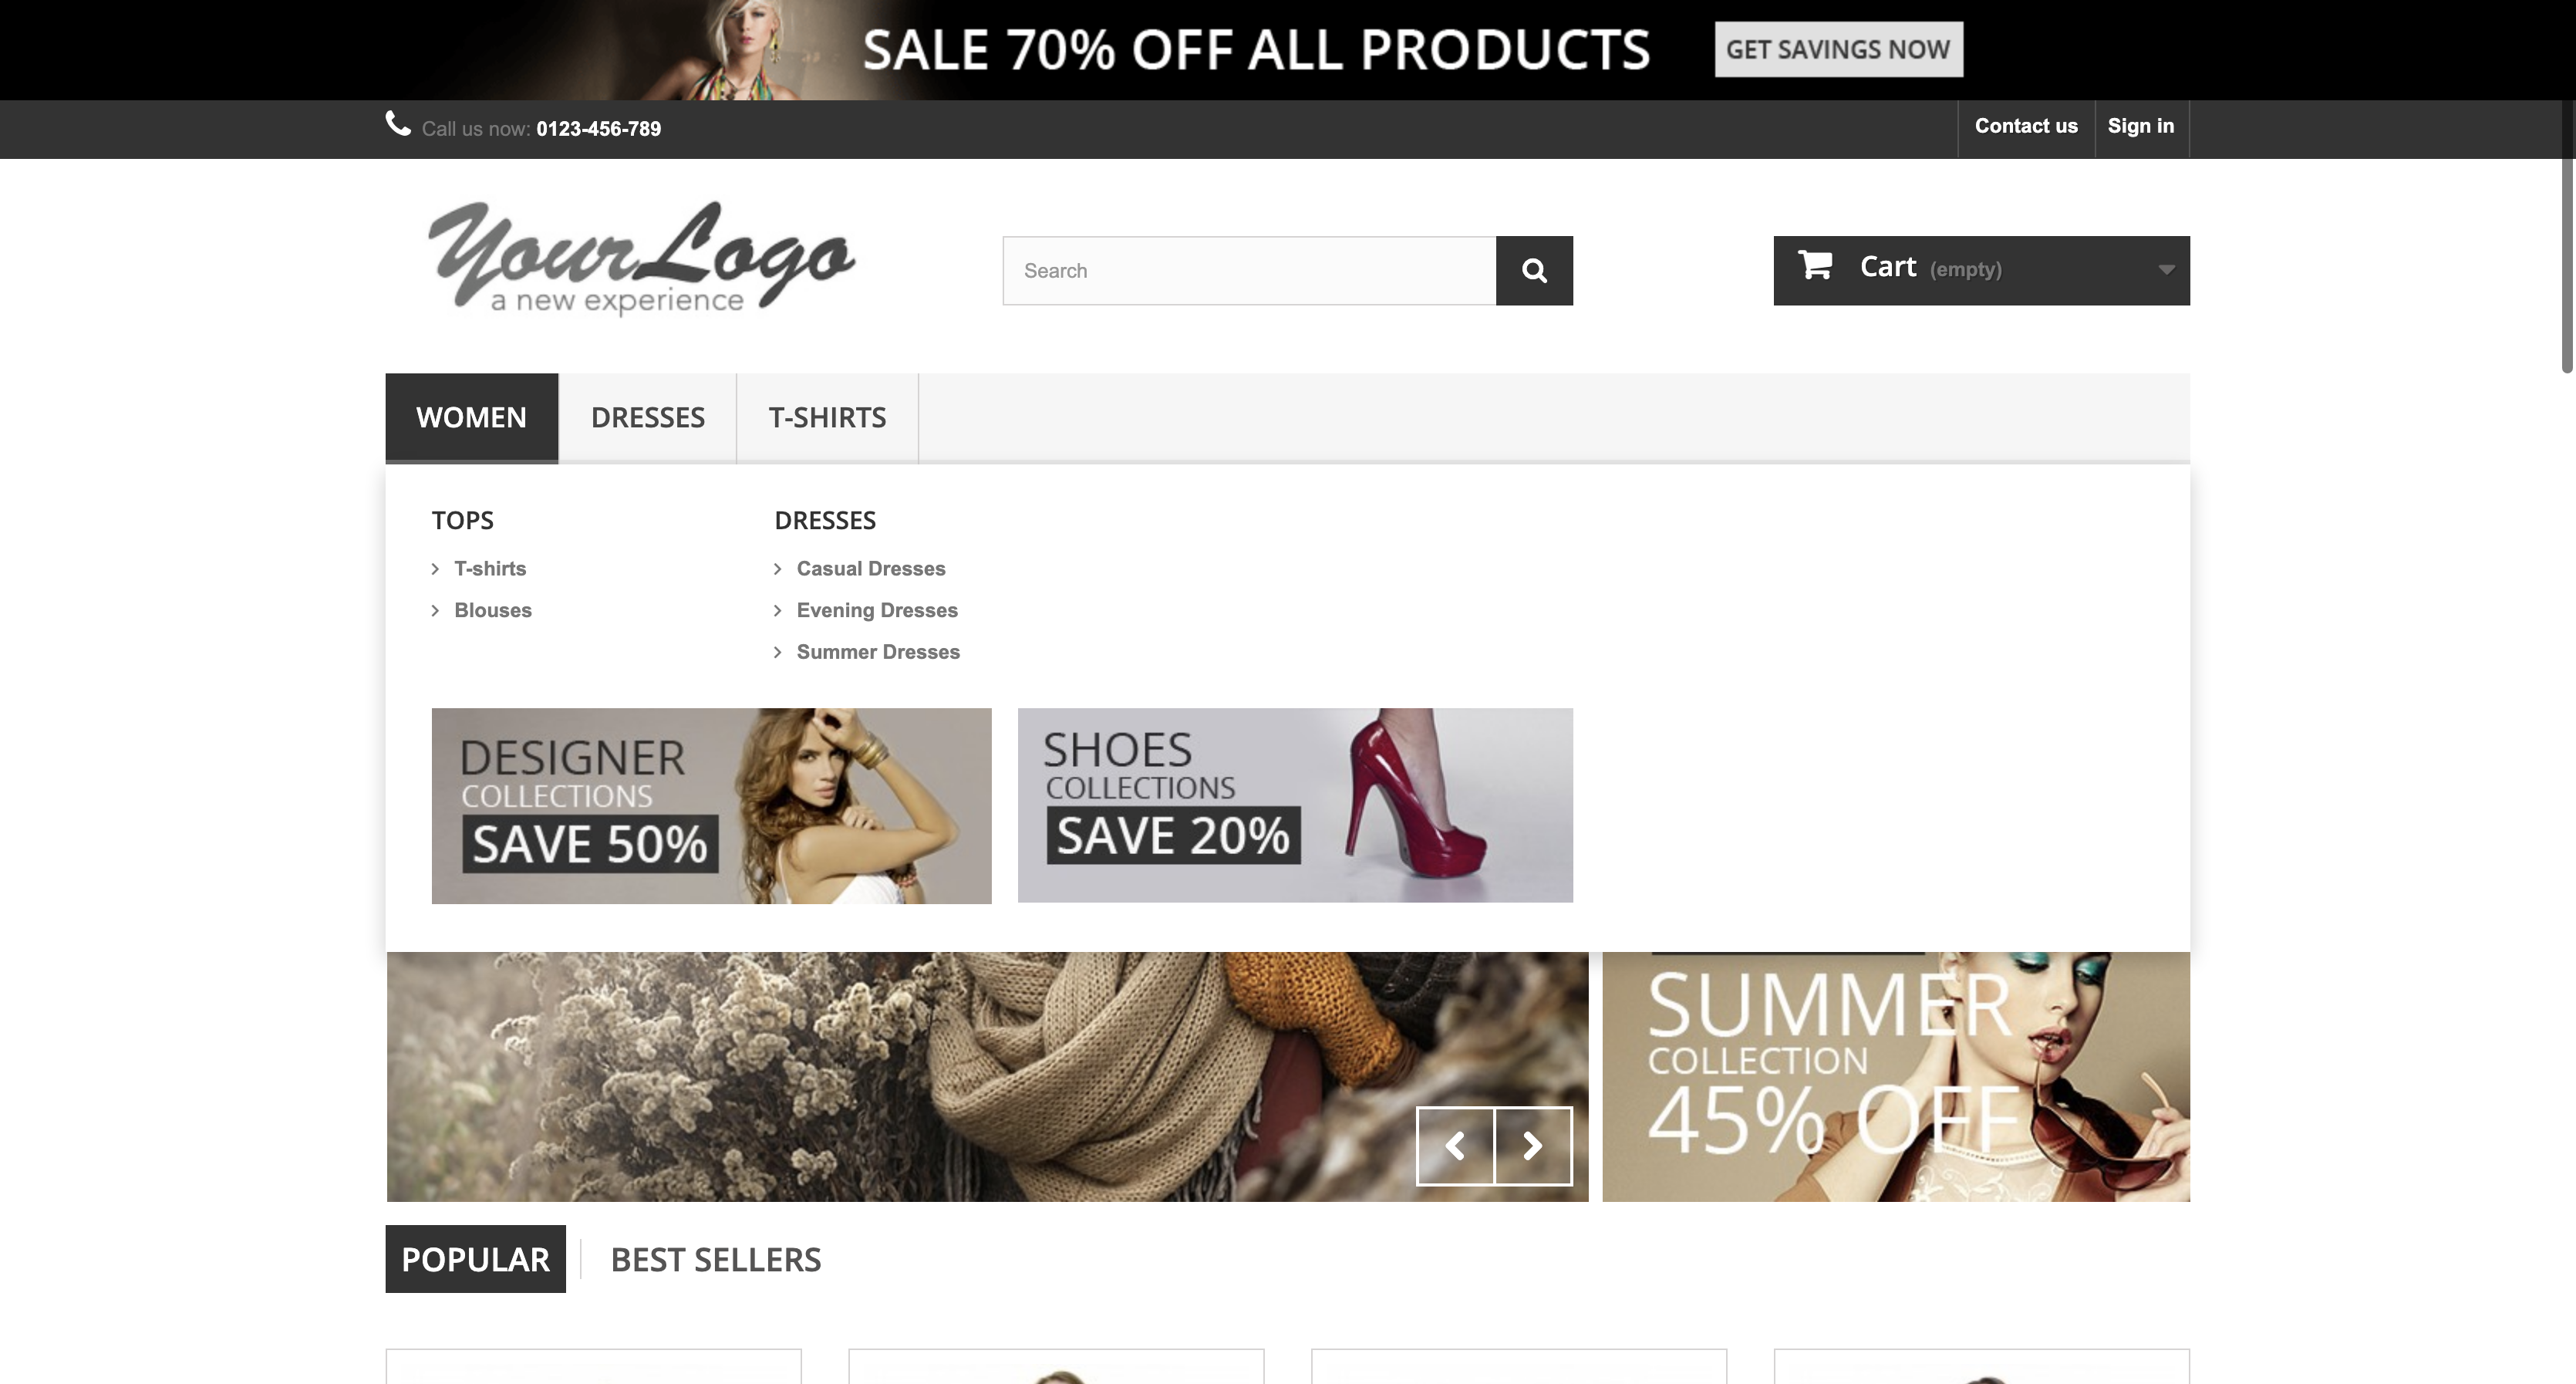 SALE 70% OFF ALL PRODUCTS
GET SAVINGS NOW
Call us now: 0123-456-789
Contact us
Sign in
YourLogo
a new experience
Search
Cart (empty)
WOMEN
DRESSES
T-SHIRTS
TOPS
T-shirts
Blouses
DRESSES
Casual Dresses
Evening Dresses
Summer Dresses
DESIGNER
COLLECTIONS
SAVE 50%
SHOES
COLLECTIONS
SAVE 20%
SUMMER
COLLECTION
45% OFF
POPULAR
BEST SELLERS